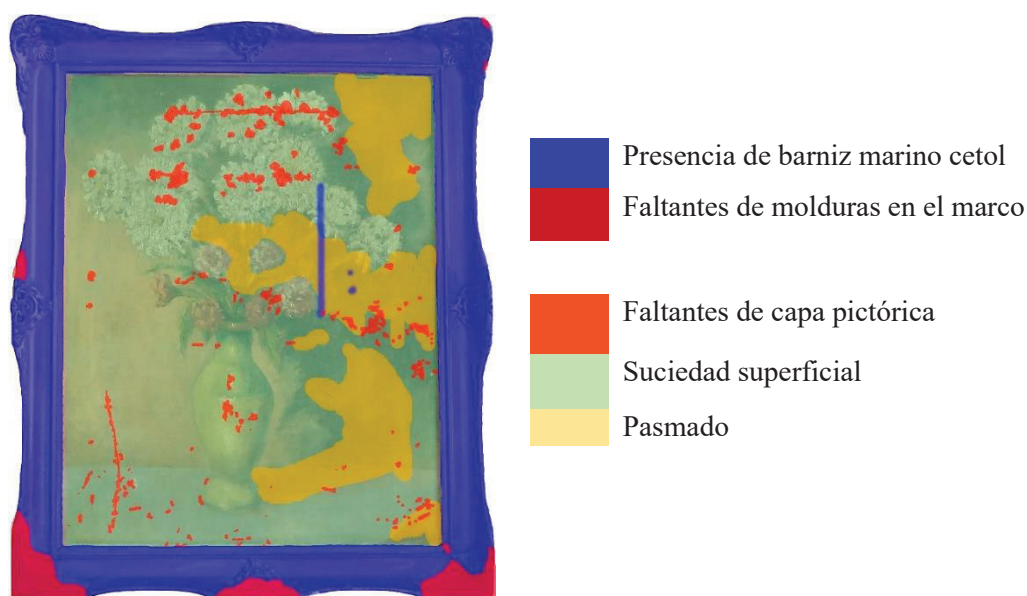 Presencia de barniz marino cetol
Faltantes de molduras en el marco
Faltantes de capa pictórica
Suciedad superficial
Pasmado